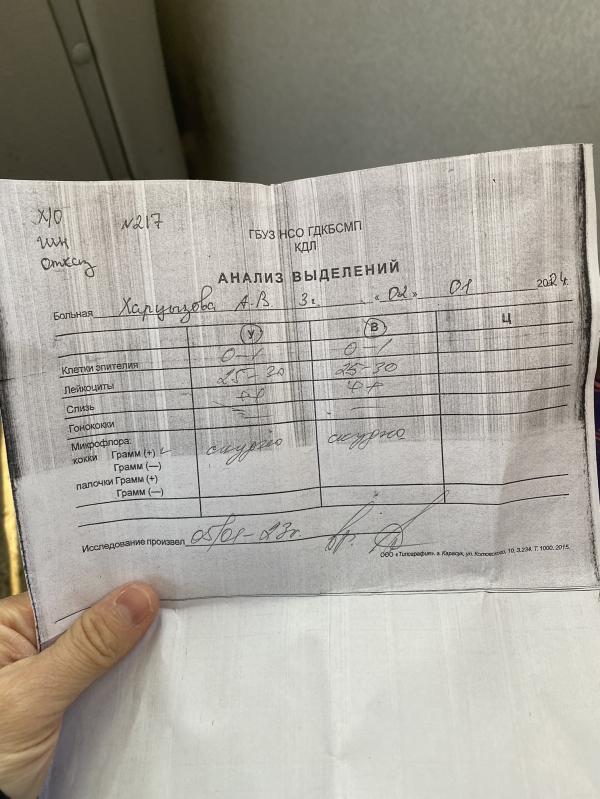 Х/О №217
ГБУЗ НСО ГДКБСМП
КДЛ
АНАЛИЗ ВЫДЕЛЕНИЙ
Больная А.В 3г «02» 01 2024г.
У В Ц
Клетки эпителия 0-1 0-1
Лейкоциты 25-30 25-30
Слизь ++ ++
Гонококки — —
Микрофлора:
кокки Грамм (+) скудно скудно
Грамм (—)
палочки Грамм (+)
Грамм (—)
Исследование произвел 05/01-23г.
ООО «Типография», г. Карасук, ул. Котовского, 10, З.234. Т. 1000. 2015.